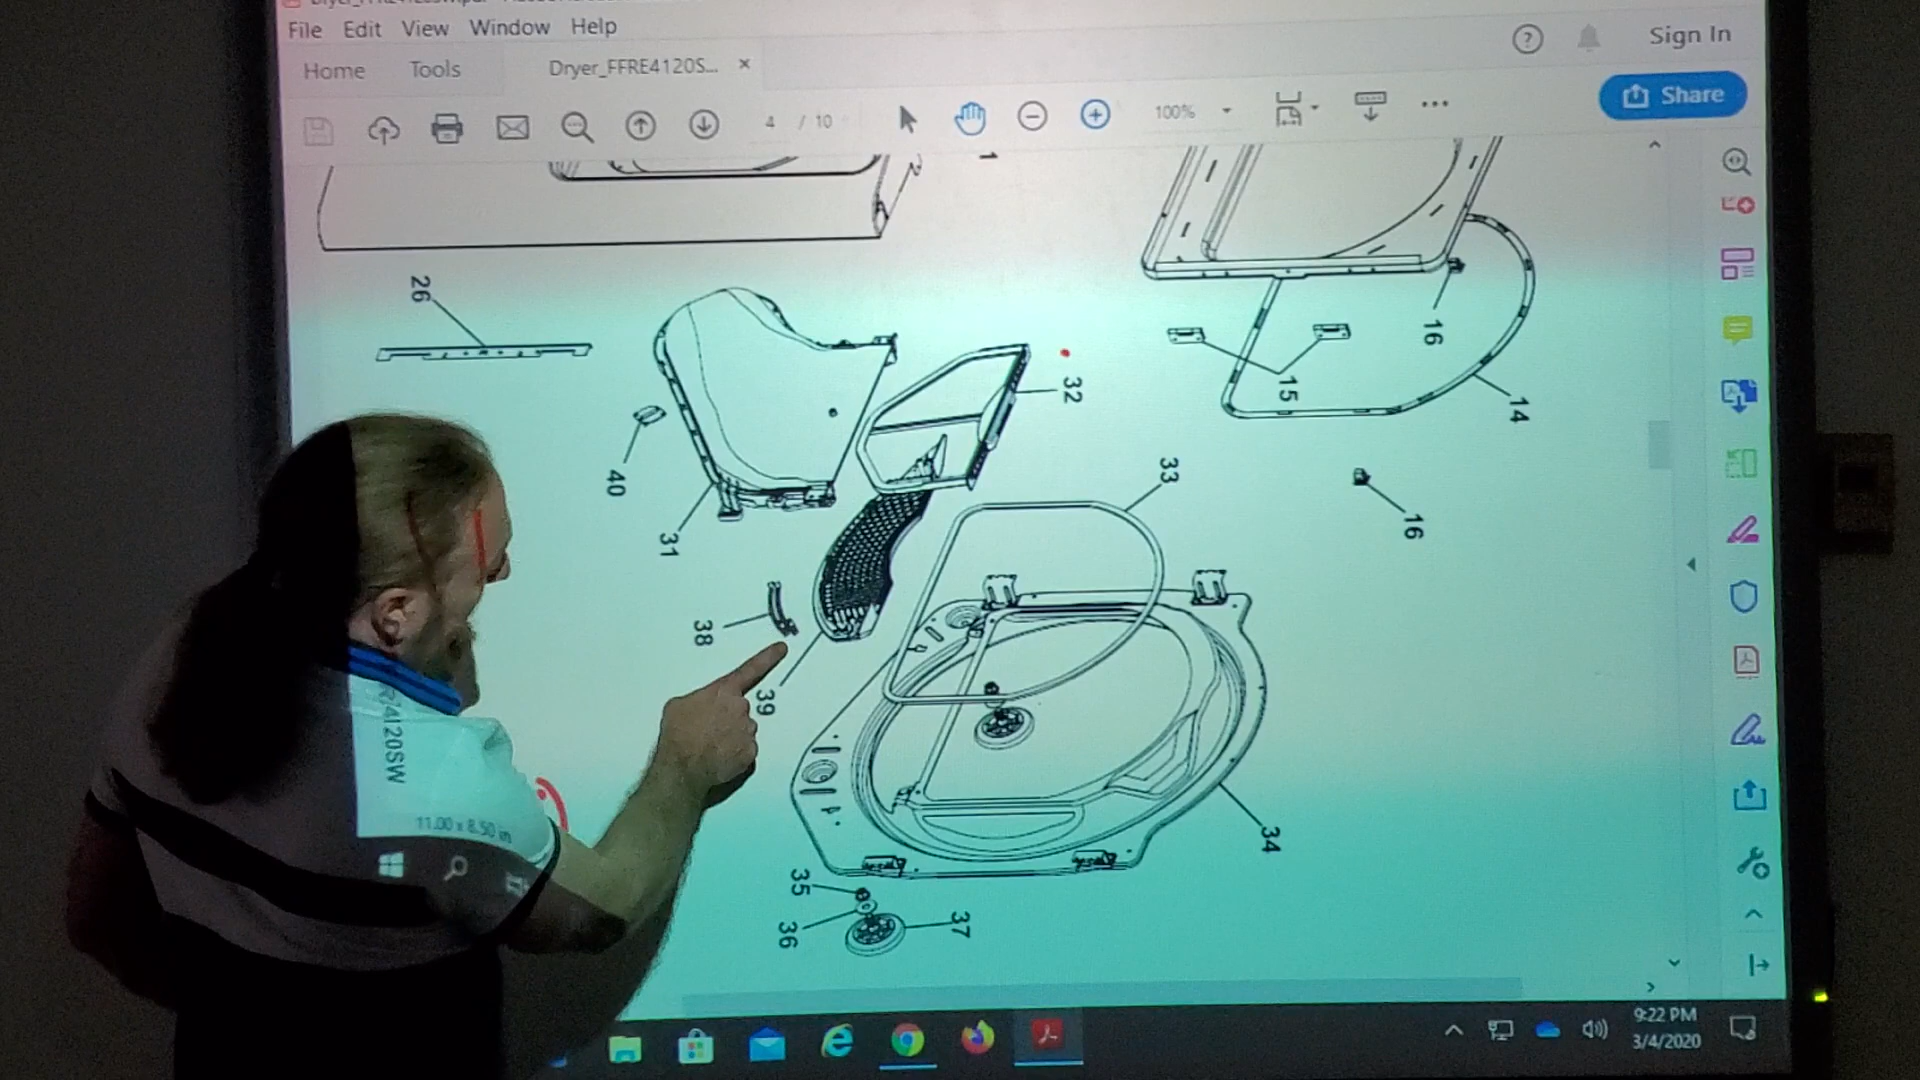 File Edit View Window Help
Sign In
Home Tools Dryer_FFRE4120S... ×
4 / 10
100%
Share
1
2
26
16
15
14
32
33
40
16
31
38
39
34
35
37
36
R4120SW
11.00 x 8.50 in
9:22 PM
3/4/2020